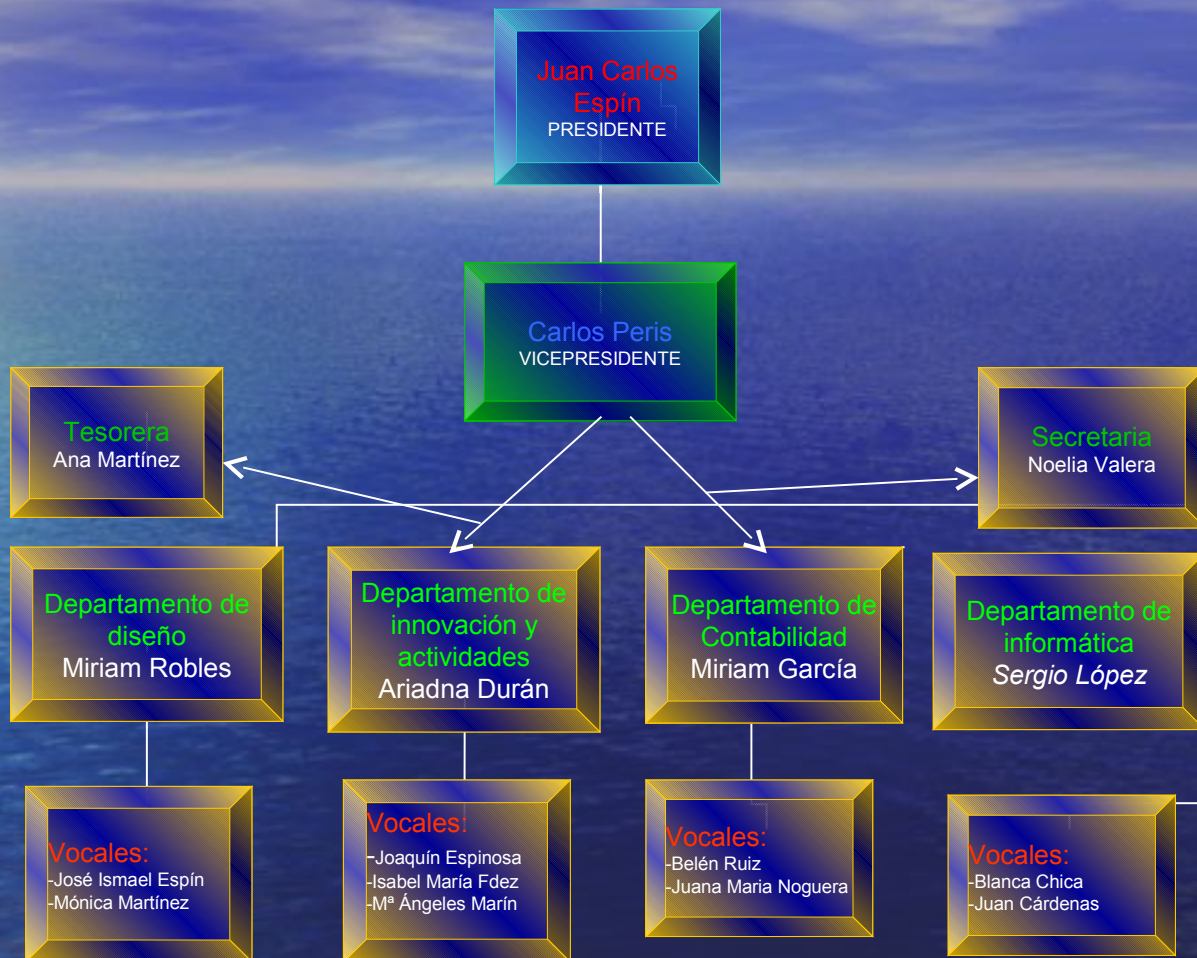 Juan Carlos
Espín
PRESIDENTE
Carlos Peris
VICEPRESIDENTE
Tesorera
Ana Martínez
Secretaria
Noelia Valera
Departamento de
diseño
Miriam Robles
Departamento de
innovación y
actividades
Ariadna Durán
Departamento de
Contabilidad
Miriam García
Departamento de
informática
Sergio López
Vocales:
-José Ismael Espín
-Mónica Martínez
Vocales:
-Joaquín Espinosa
-Isabel María Fdez
-Mª Ángeles Marín
Vocales:
-Belén Ruiz
-Juana Maria Noguera
Vocales:
-Blanca Chica
-Juan Cárdenas